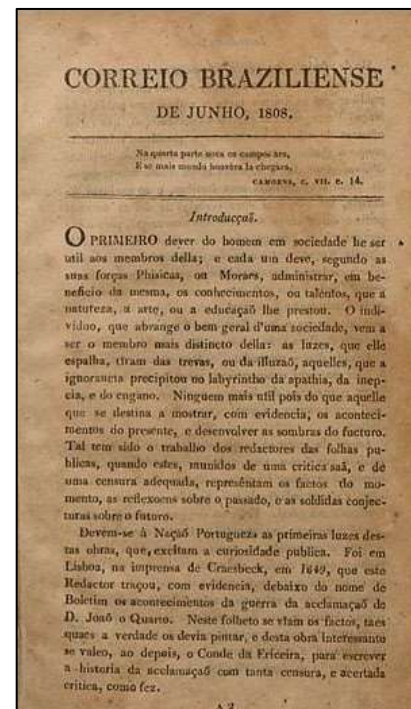 CORREIO BRAZILIENSE
DE JUNHO, 1808.
Na quarta parte nova os campos ara,
E se mais mundo houvéra la chegára,
CAMOENS, c. VII. e. 14.
Introducçaõ.
O PRIMEIRO dever do homem em sociedade he ser
util aos membros della; e cada um deve, segundo as
suas forças Phisicas, ou Moraes, administrar, em be-
neficio da mesma, os conhecimentos, ou talentos, que a
natureza, a arte, ou a educaçaõ lhe prestou. O indi-
viduo, que abrange o bem geral d'uma sociedade, vem a
ser o membro mais distincto della: as luzes, que elle
espalha, tiram das trevas, ou da illuzaõ, aquelles, que a
ignorancia precipitou no labyrintho da apathia, da inep-
cia, e do engano. Ninguem mais util pois do que aquelle
que se destina a mostrar, com evidencia, os aconteci-
mentos do presente, e desenvolver as sombras do fucturo.
Tal tem sido o trabalho dos redactores das folhas pu-
blicas, quando estes, munidos de uma critica saã, e de
uma censura adequada, represêntam os factos do mo-
mento, as reflexoens sobre o passado, e as soldidas conjec-
turas sobre o futuro.
Devem-se à Naçaõ Portugueza as primeiras luzes des-
tas obras, que, excitam a curiosidade publica. Foi em
Lisboa, na imprensa de Craesbeck, em 1649, que este
Redactor traçou, com evidencia, debaixo do nome de
Boletim os acontecimentos da guerra da acclamaçaõ de
D. Joaõ o Quarto. Neste folheto se viam os factos, taes
quaes a verdade os devia pintar, e desta obra interessante
se valeo, ao depois, o Conde da Ericeira, para escrever
a historia da acclamaçaõ com tanta censura, e acertada
critica, como fez.